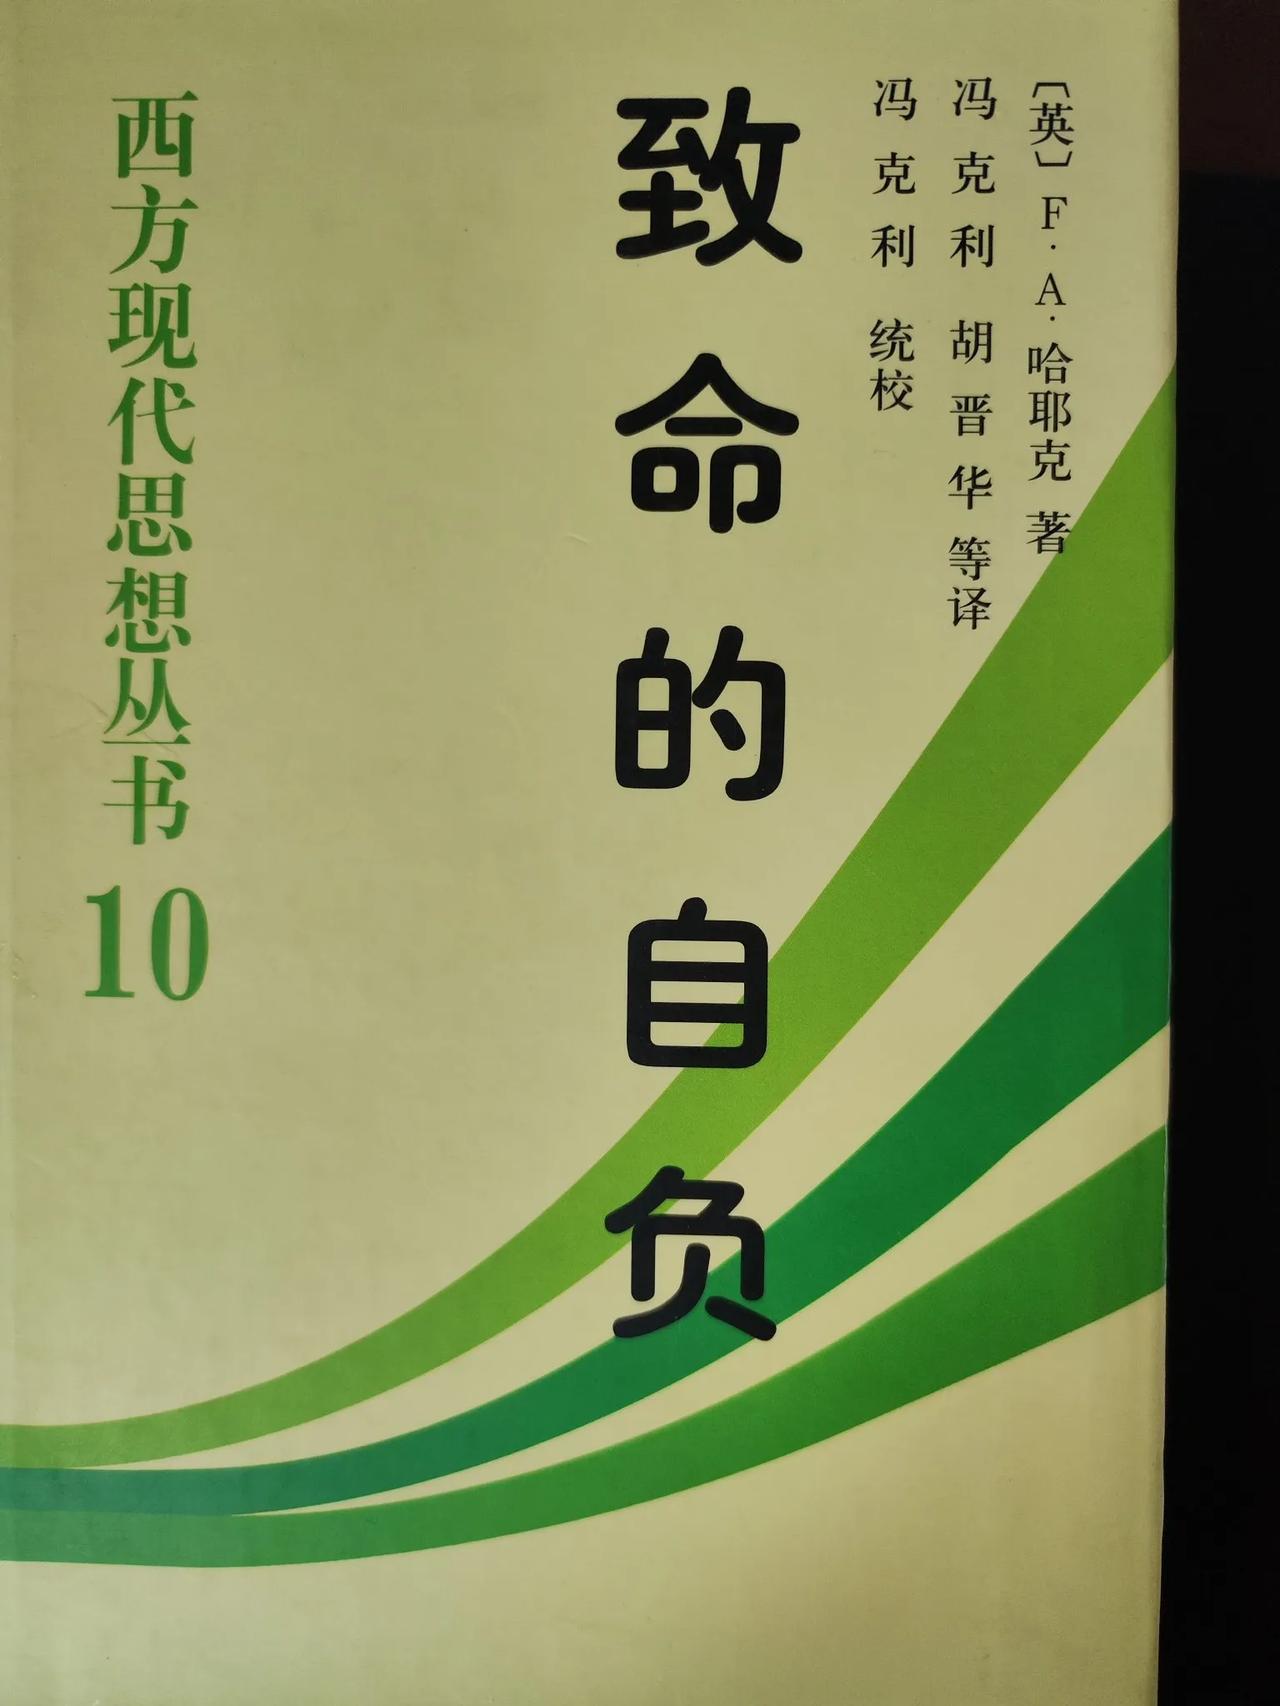 〔英〕F·A·哈耶克 著
冯克利 胡晋华 等译
冯克利 统校
致命的自负
西方现代思想丛书 10